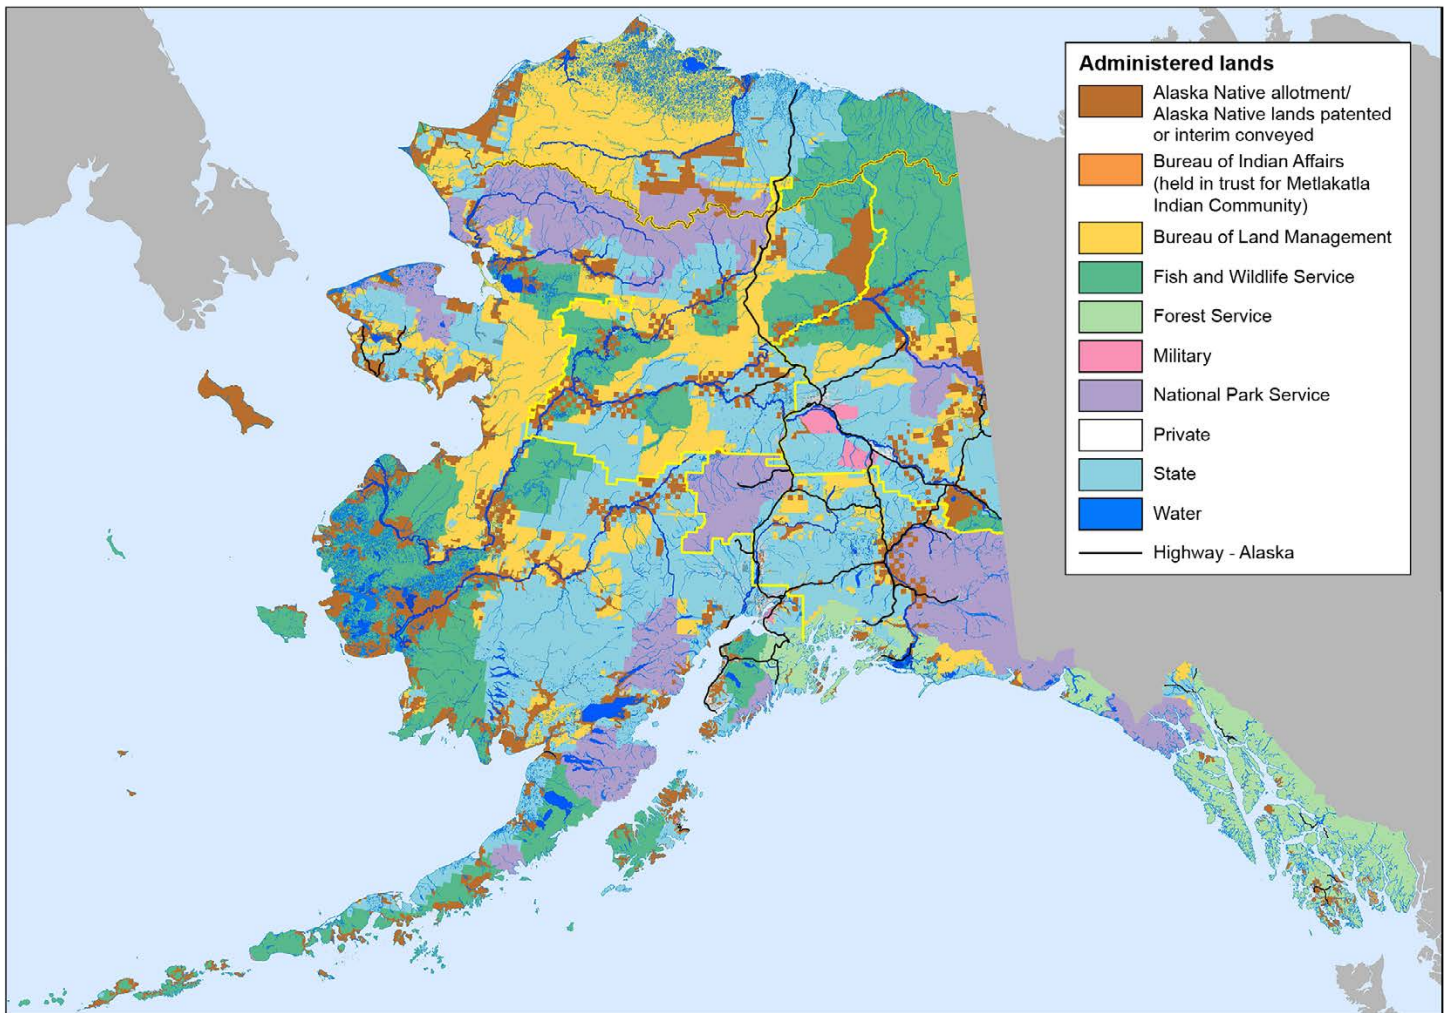 Administered lands
Alaska Native allotment/
Alaska Native lands patented
or interim conveyed
Bureau of Indian Affairs
(held in trust for Metlakatla
Indian Community)
Bureau of Land Management
Fish and Wildlife Service
Forest Service
Military
National Park Service
Private
State
Water
Highway - Alaska